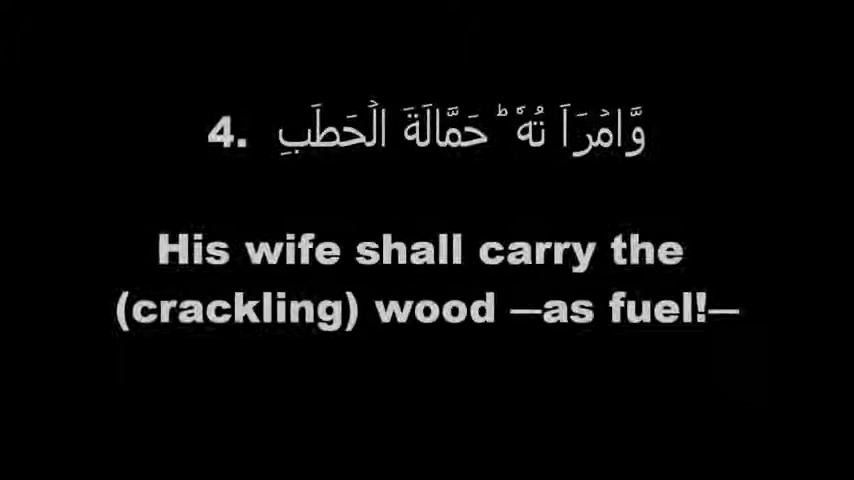 4. وَّامۡرَاَ تُهٗ ؕ حَمَّالَةَ الۡحَطَبِ
His wife shall carry the
(crackling) wood —as fuel!—